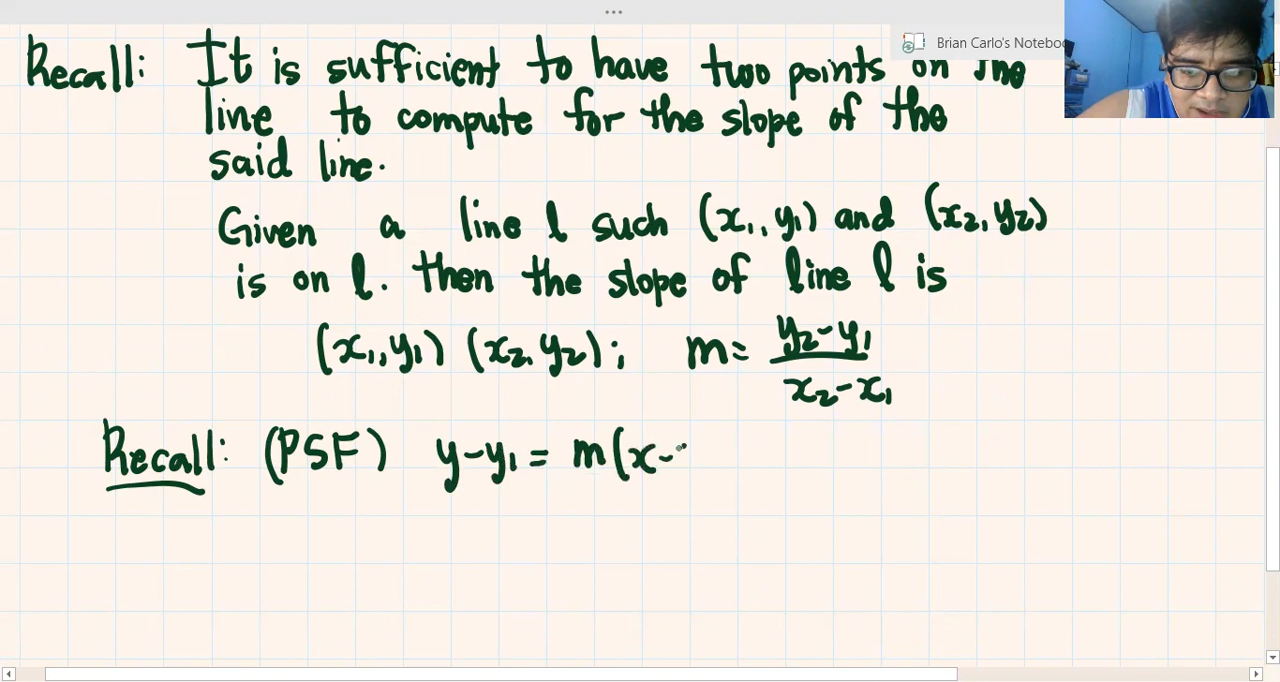 Brian Carlo's Noteboo
Recall: It is sufficient to have two points on the
line to compute for the slope of the
said line.
Given a line l such (x₁, y₁) and (x₂, y₂)
is on l. then the slope of line l is
(x₁, y₁) (x₂, y₂); m = y₂-y₁ / x₂-x₁
Recall: (PSF) y-y₁ = m(x-